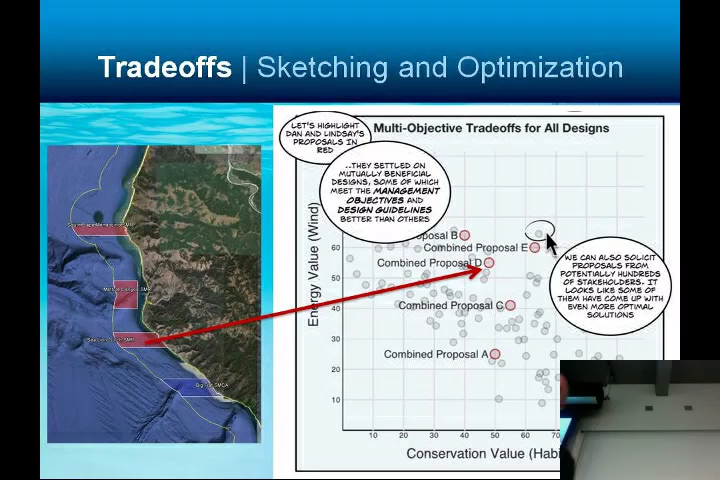 Tradeoffs | Sketching and Optimization
LET'S HIGHLIGHT
DAN AND LINDSAY'S
PROPOSALS IN
RED
Multi-Objective Tradeoffs for All Designs
..THEY SETTLED ON
MUTUALLY BENEFICIAL
DESIGNS, SOME OF WHICH
MEET THE MANAGEMENT
OBJECTIVES AND
DESIGN GUIDELINES
BETTER THAN OTHERS
posal B
Combined Proposal E
Combined Proposal D
Combined Proposal C
Combined Proposal A
WE CAN ALSO SOLICIT
PROPOSALS FROM
POTENTIALLY HUNDREDS
OF STAKEHOLDERS. IT
LOOKS LIKE SOME OF
THEM HAVE COME UP WITH
EVEN MORE OPTIMAL
SOLUTIONS
Energy Value (Wind)
60
50
40
30
20
10
10 20 30 40 50 60 70
Conservation Value (Habi